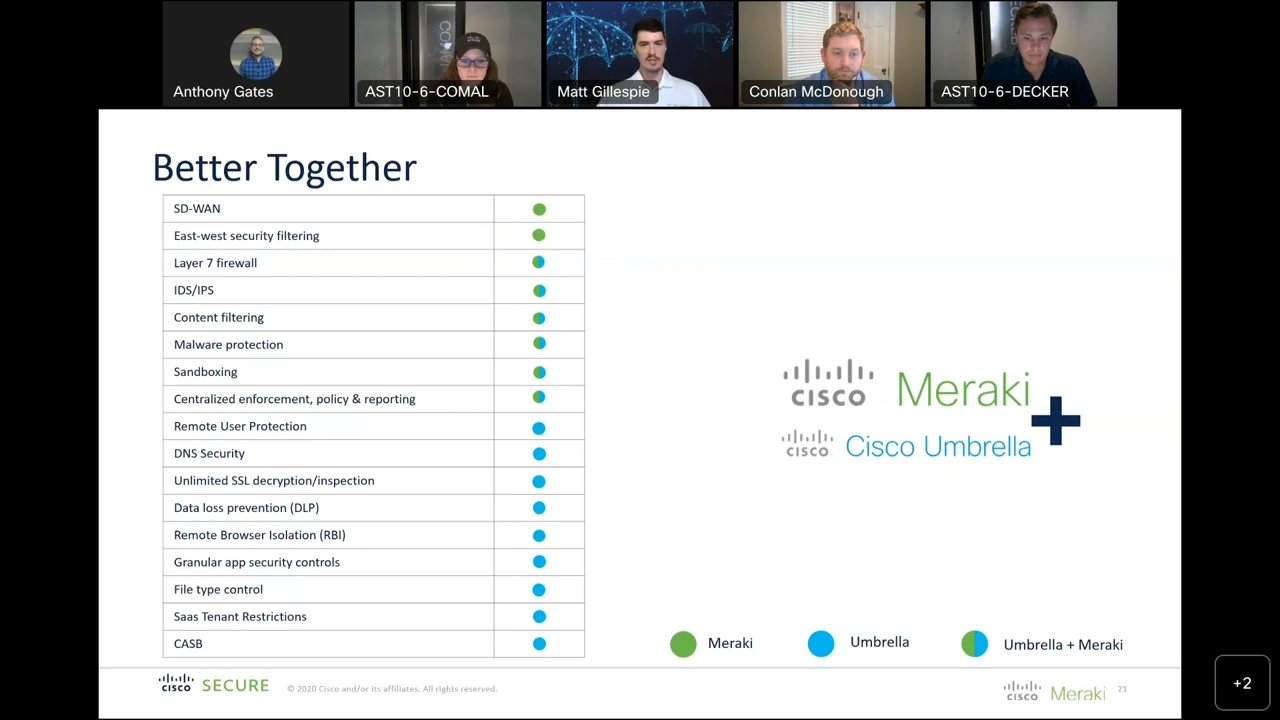 Anthony Gates
AST10-6-COMAL
Matt Gillespie
Conlan McDonough
AST10-6-DECKER
Better Together
SD-WAN
East-west security filtering
Layer 7 firewall
IDS/IPS
Content filtering
Malware protection
Sandboxing
Centralized enforcement, policy & reporting
Remote User Protection
DNS Security
Unlimited SSL decryption/inspection
Data loss prevention (DLP)
Remote Browser Isolation (RBI)
Granular app security controls
File type control
Saas Tenant Restrictions
CASB
CISCO Meraki
CISCO Cisco Umbrella
+
Meraki
Umbrella
Umbrella + Meraki
CISCO SECURE
© 2020 Cisco and/or its affiliates. All rights reserved.
CISCO Meraki
21
+2